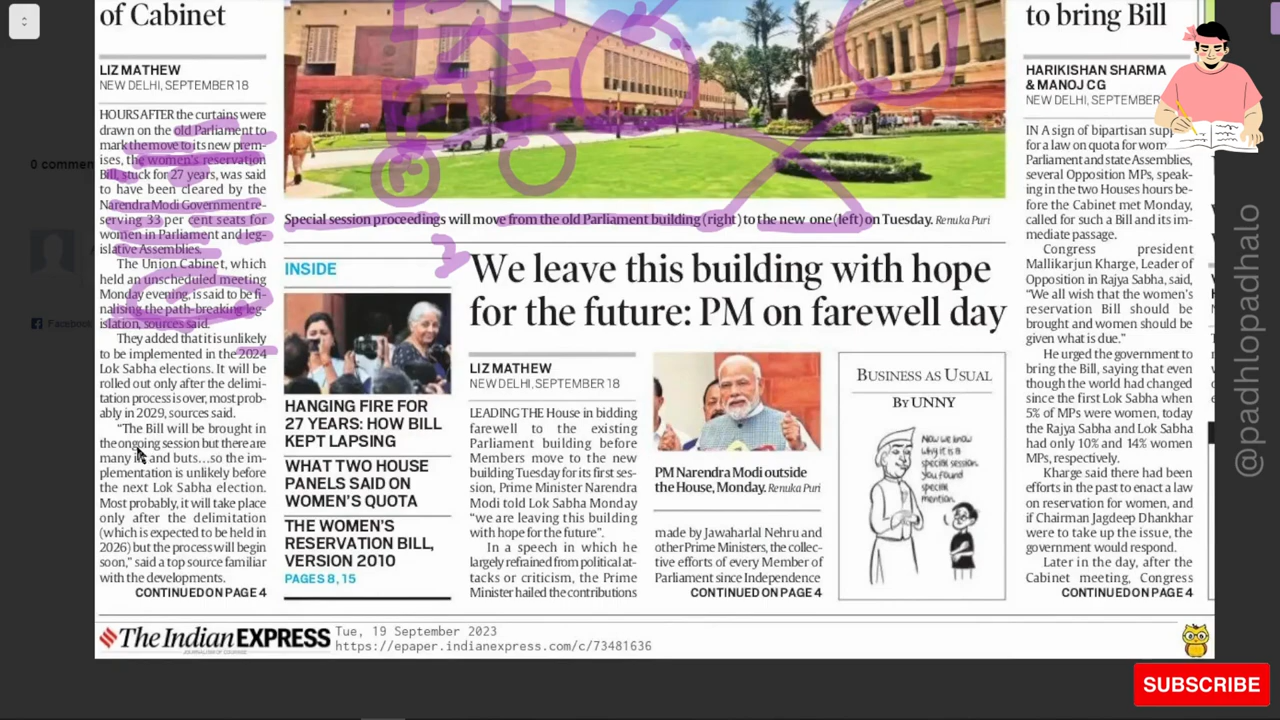 of Cabinet
LIZ MATHEW
NEW DELHI, SEPTEMBER 18
HOURS AFTER the curtains were
drawn on the old Parliament to
mark the move to its new prem-
ises, the women's reservation
Bill, stuck for 27 years, was said
to have been cleared by the
Narendra Modi Government re-
serving 33 per cent seats for
women in Parliament and leg-
islative Assemblies.
The Union Cabinet, which
held an unscheduled meeting
Monday evening, is said to be fi-
nalising the path-breaking leg-
islation, sources said.
They added that it is unlikely
to be implemented in the 2024
Lok Sabha elections. It will be
rolled out only after the delimi-
tation process is over, most prob-
ably in 2029, sources said.
"The Bill will be brought in
the ongoing session but there are
many ifs and buts...so the im-
plementation is unlikely before
the next Lok Sabha election.
Most probably, it will take place
only after the delimitation
(which is expected to be held in
2026) but the process will begin
soon," said a top source familiar
with the developments.
CONTINUED ON PAGE 4
Special session proceedings will move from the old Parliament building (right) to the new one (left) on Tuesday. Renuka Puri
INSIDE
HANGING FIRE FOR
27 YEARS: HOW BILL
KEPT LAPSING
WHAT TWO HOUSE
PANELS SAID ON
WOMEN'S QUOTA
THE WOMEN'S
RESERVATION BILL,
VERSION 2010
PAGES 8, 15
We leave this building with hope
for the future: PM on farewell day
LIZ MATHEW
NEW DELHI, SEPTEMBER 18
LEADING THE House in bidding
farewell to the existing
Parliament building before
Members move to the new
building Tuesday for its first ses-
sion, Prime Minister Narendra
Modi told Lok Sabha Monday
"we are leaving this building
with hope for the future".
In a speech in which he
largely refrained from political at-
tacks or criticism, the Prime
Minister hailed the contributions
PM Narendra Modi outside
the House, Monday. Renuka Puri
made by Jawaharlal Nehru and
other Prime Ministers, the collec-
tive efforts of every Member of
Parliament since Independence
CONTINUED ON PAGE 4
BUSINESS AS USUAL
BY UNNY
Now we know
why it is a
special session.
You found
special
mention.
to bring Bill
HARIKISHAN SHARMA
& MANOJ CG
NEW DELHI, SEPTEMBER
IN A sign of bipartisan sup
for a law on quota for wom
Parliament and state Assemblies,
several Opposition MPs, speak-
ing in the two Houses hours be-
fore the Cabinet met Monday,
called for such a Bill and its im-
mediate passage.
Congress president
Mallikarjun Kharge, Leader of
Opposition in Rajya Sabha, said,
"We all wish that the women's
reservation Bill should be
brought and women should be
given what is due."
He urged the government to
bring the Bill, saying that even
though the world had changed
since the first Lok Sabha when
5% of MPs were women, today
the Rajya Sabha and Lok Sabha
had only 10% and 14% women
MPs, respectively.
Kharge said there had been
efforts in the past to enact a law
on reservation for women, and
if Chairman Jagdeep Dhankhar
were to take up the issue, the
government would respond.
Later in the day, after the
Cabinet meeting, Congress
CONTINUED ON PAGE 4
The Indian EXPRESS
JOURNALISM OF COURAGE
Tue, 19 September 2023
https://epaper.indianexpress.com/c/73481636
0 commen
Facebook
@padhlopadhalo
SUBSCRIBE